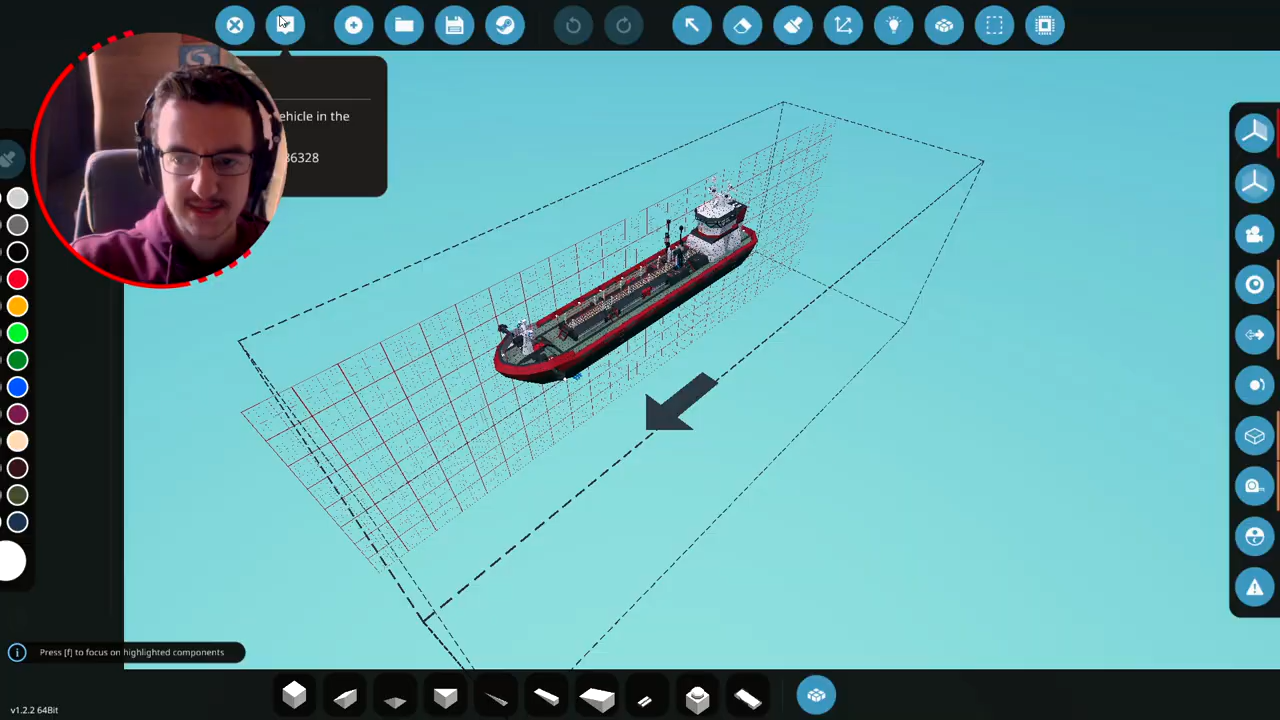 ehicle in the
36328
Press [f] to focus on highlighted components
v1.2.2 64Bit